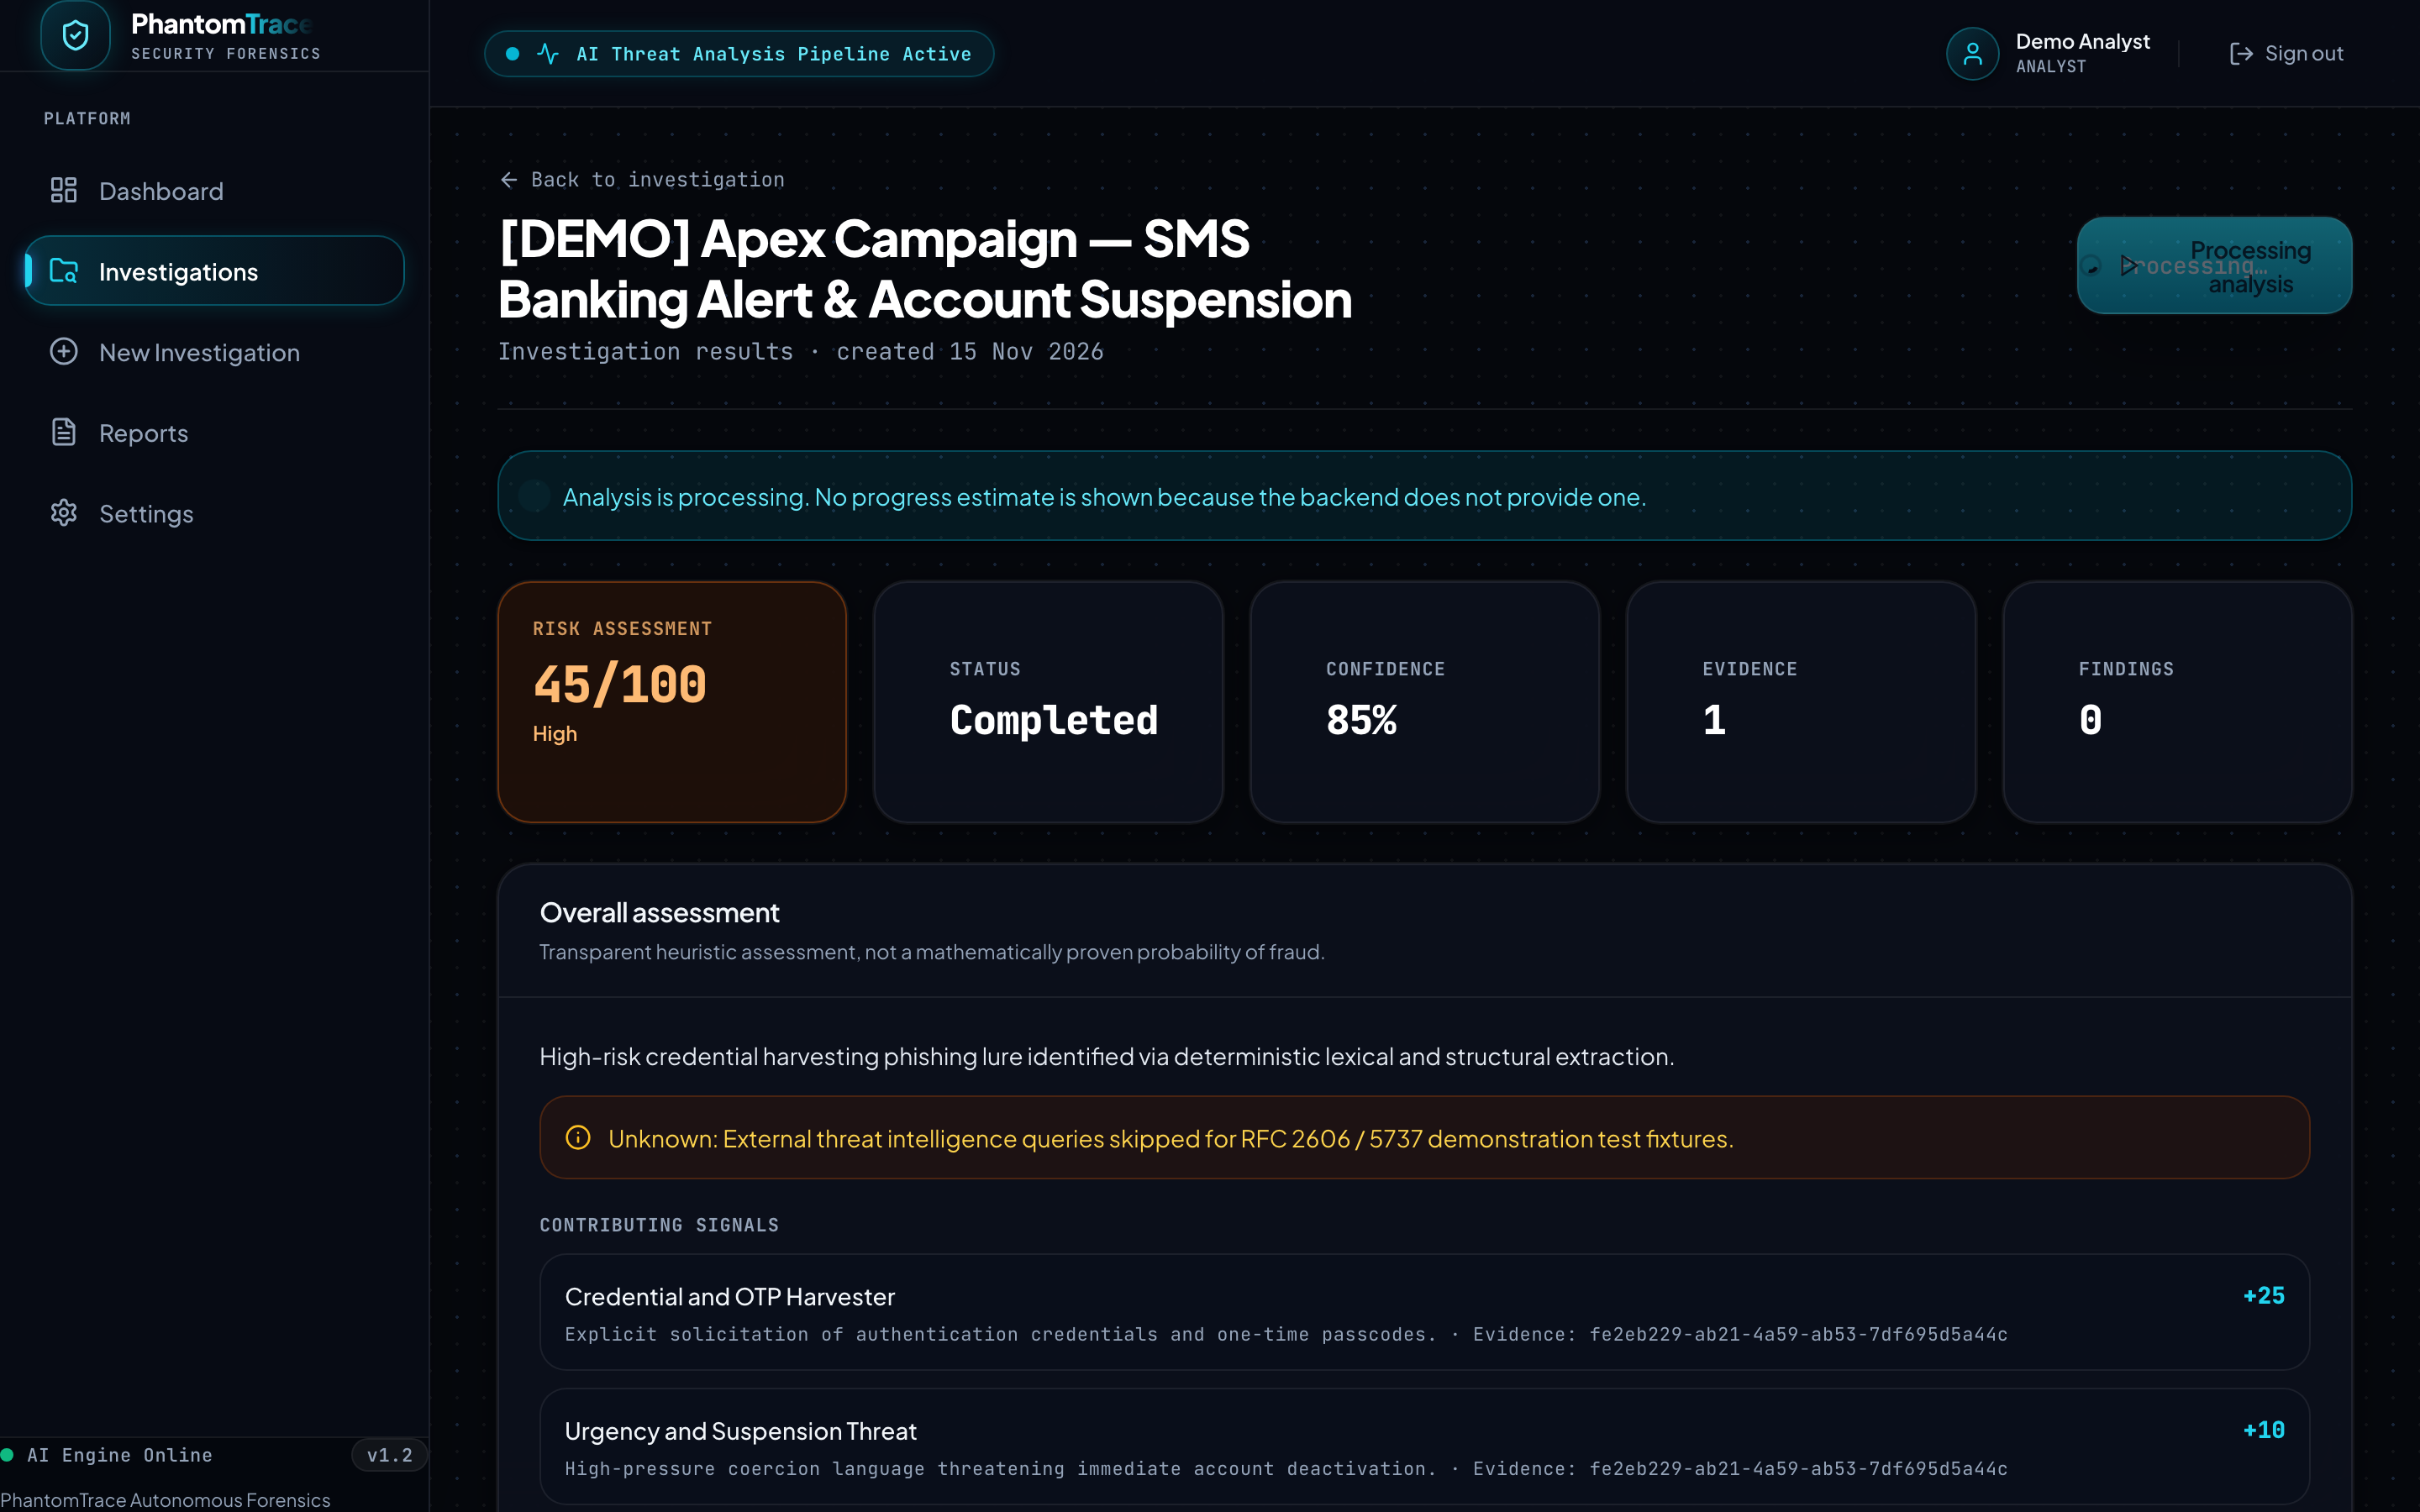 PhantomTrace
SECURITY FORENSICS
PLATFORM
Dashboard
Investigations
New Investigation
Reports
Settings
AI Engine Online
v1.2
PhantomTrace Autonomous Forensics
AI Threat Analysis Pipeline Active
Demo Analyst
ANALYST
Sign out
Back to investigation
[DEMO] Apex Campaign — SMS
Banking Alert & Account Suspension
Investigation results · created 15 Nov 2026
Processing…
Processing
analysis
Analysis is processing. No progress estimate is shown because the backend does not provide one.
RISK ASSESSMENT
45/100
High
STATUS
Completed
CONFIDENCE
85%
EVIDENCE
1
FINDINGS
0
Overall assessment
Transparent heuristic assessment, not a mathematically proven probability of fraud.
High-risk credential harvesting phishing lure identified via deterministic lexical and structural extraction.
Unknown: External threat intelligence queries skipped for RFC 2606 / 5737 demonstration test fixtures.
CONTRIBUTING SIGNALS
Credential and OTP Harvester
+25
Explicit solicitation of authentication credentials and one-time passcodes. · Evidence: fe2eb229-ab21-4a59-ab53-7df695d5a44c
Urgency and Suspension Threat
+10
High-pressure coercion language threatening immediate account deactivation. · Evidence: fe2eb229-ab21-4a59-ab53-7df695d5a44c